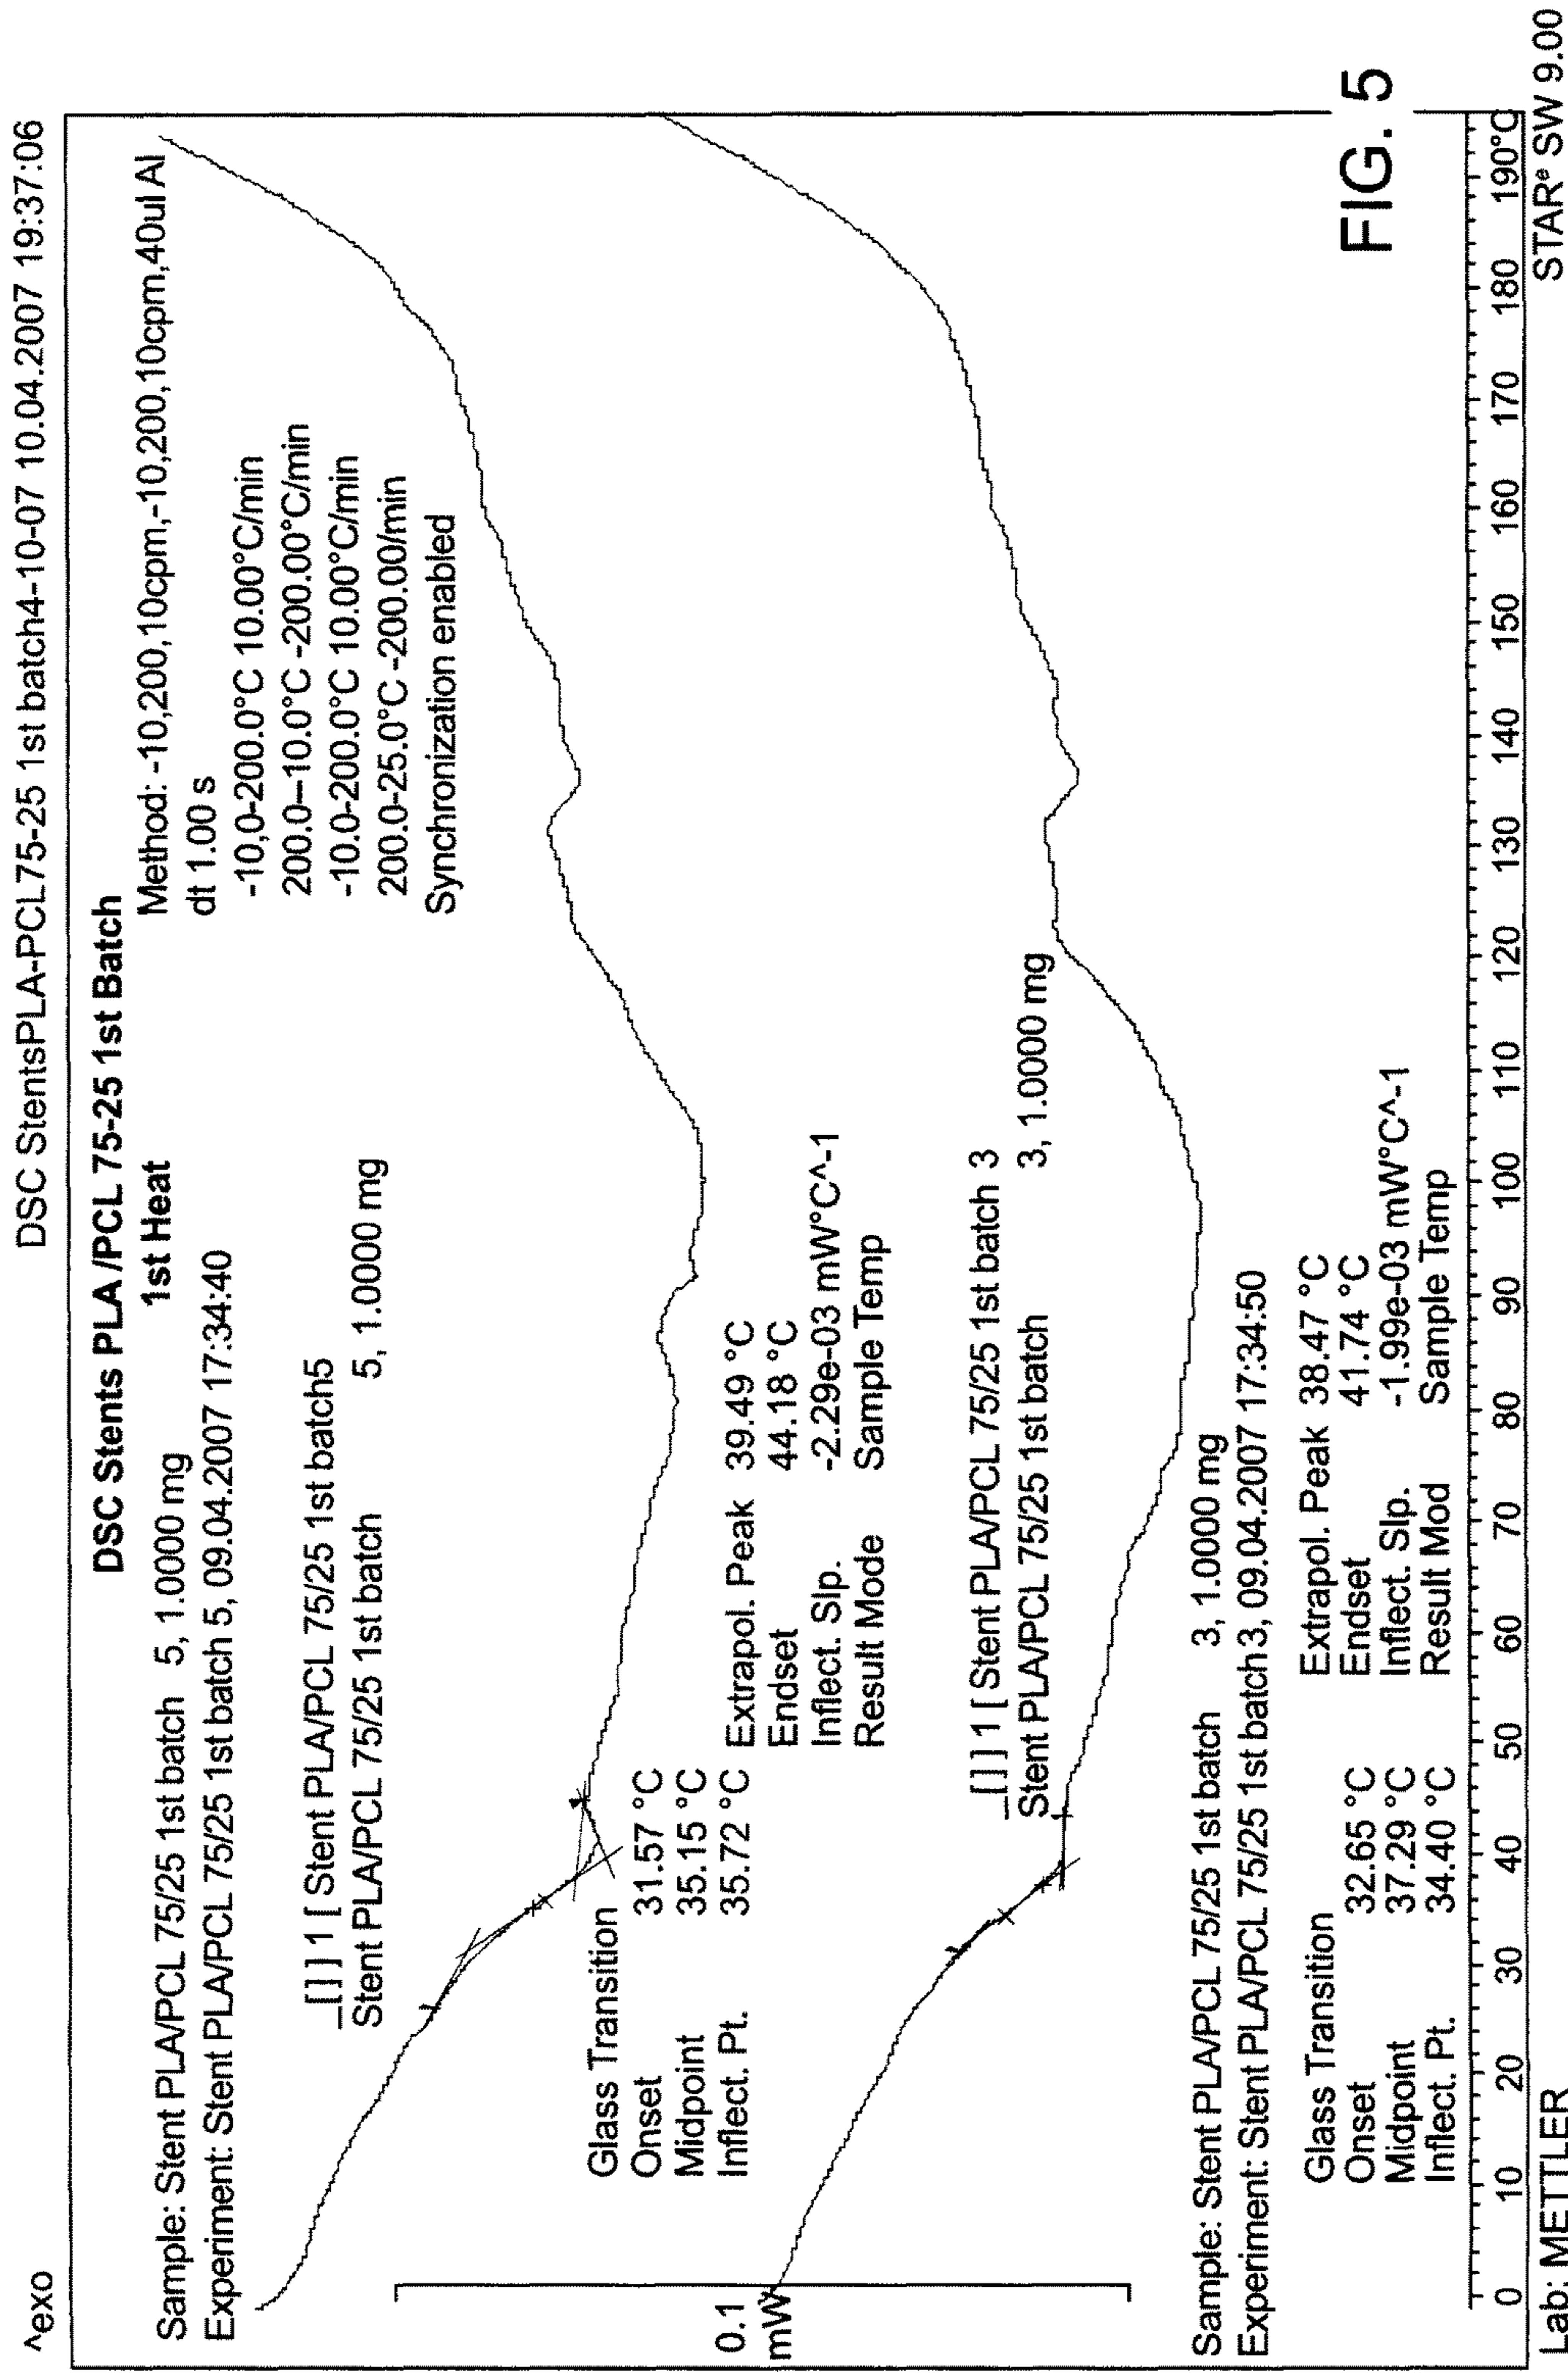 ^exo
DSC StentsPLA-PCL75-25 1st batch4-10-07 10.04.2007 19:37:06
DSC Stents PLA /PCL 75-25 1st Batch
1st Heat
Sample: Stent PLA/PCL 75/25 1st batch 5, 1.0000 mg
Experiment: Stent PLA/PCL 75/25 1st batch 5, 09.04.2007 17:34:40
Method: -10,200,10cpm,-10,200,10cpm,40ul Al
dt 1.00 s
-10,0-200.0°C 10.00°C/min
200.0--10.0°C -200.00°C/min
-10.0-200.0°C 10.00°C/min
200.0-25.0°C -200.00/min
Synchronization enabled
_[] ] 1 [ Stent PLA/PCL 75/25 1st batch5
Stent PLA/PCL 75/25 1st batch 5, 1.0000 mg
Glass Transition
Onset 31.57 °C
Midpoint 35.15 °C
Inflect. Pt. 35.72 °C
Extrapol. Peak 39.49 °C
Endset 44.18 °C
Inflect. Slp. -2.29e-03 mW°C^-1
Result Mode Sample Temp
0.1
mW
_[] ] 1 [ Stent PLA/PCL 75/25 1st batch 3
Stent PLA/PCL 75/25 1st batch 3, 1.0000 mg
Sample: Stent PLA/PCL 75/25 1st batch 3, 1.0000 mg
Experiment: Stent PLA/PCL 75/25 1st batch3, 09.04.2007 17:34:50
Glass Transition
Onset 32.65 °C
Midpoint 37.29 °C
Inflect. Pt. 34.40 °C
Extrapol. Peak 38.47 °C
Endset 41.74 °C
Inflect. Slp. -1.99e-03 mW°C^-1
Result Mod Sample Temp
FIG. 5
0 10 20 30 40 50 60 70 80 90 100 110 120 130 140 150 160 170 180 190°C
Lab: METTLER
STARe SW 9.00